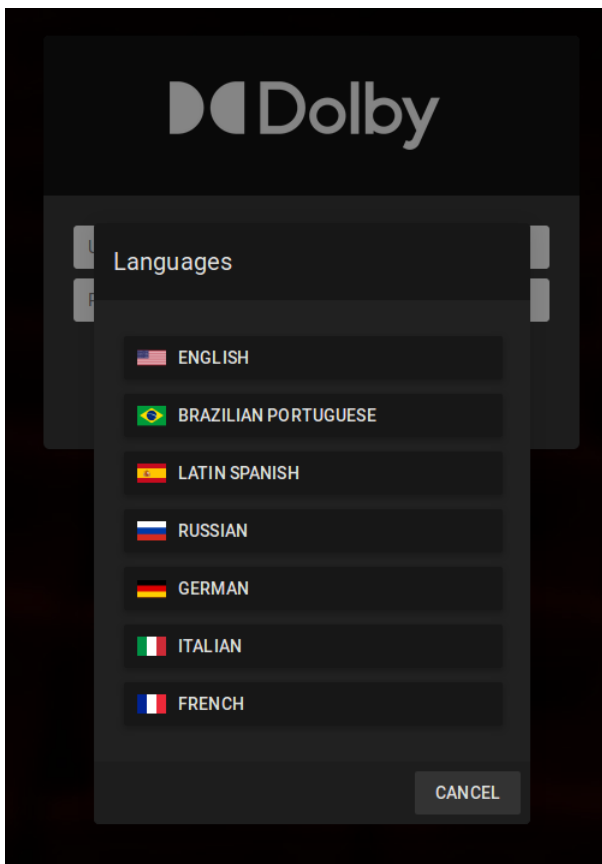 Dolby
Languages
ENGLISH
BRAZILIAN PORTUGUESE
LATIN SPANISH
RUSSIAN
GERMAN
ITALIAN
FRENCH
CANCEL